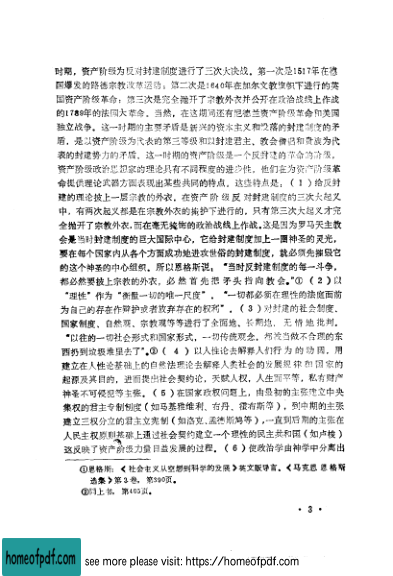 时期，资产阶级为反对封建制度进行了三次大决战。第一次是1517年在德
国爆发的路德宗教改革运动；第二次是1640年在加尔文教旗帜下进行的英
国资产阶级革命；第三次是完全抛开了宗教外衣并公开在政治战线上作战
的1789年的法国大革命。当然，在这期间还有尼德兰资产阶级革命和美国
独立战争。这一时期的主要矛盾是新兴的资本主义和没落的封建制度的矛
盾，是以资产阶级为代表的第三等级和以封建君主、教会僧侣和贵族为代
表的封建势力的矛盾。这一时期的资产阶级是一个反封建的革命的阶级，
资产阶级政治思想家的理论具有不同程度的进步性。他们在为资产阶级革
命提供理论武器方面表现出某些共同的特点，这些特点是：（1）给反封
建的理论披上一层宗教的外衣，在资产阶级反对封建制度的三次大起义
中，有两次起义都是在宗教外衣的掩护下进行的，只有第三次大起义才完
全抛开了宗教外衣，而在毫无掩饰的政治战线上作战。这是因为罗马天主教
会是当时封建制度的巨大国际中心，它给封建制度加上一圈神圣的灵光，
要在每个国家内从各方面成功地进攻世俗的封建制度，就必须先摧毁它
的这个神圣的中心组织。所以恩格斯说：“当时反封建制度的每一斗争，
都必然要披上宗教的外衣，必然首先把矛头指向教会。”①（2）以
“理性”作为“衡量一切的唯一尺度”。“一切都必须在理性的法庭面前
为自己的存在作辩护或者放弃存在的权利”。（3）对封建的社会制度、
国家制度、自然观、宗教观等等进行了全面地、长期地、无情地批判，
“以往的一切社会形式和国家形式，一切传统观念，都被当做不合理的东
西扔到垃圾堆里去了”。②（4）以人性论去解释人们行为的动因，用
建立在人性论基础上的自然法理论去解释人类社会的发展规律和国家的
起源及其目的，进而提出社会契约论，天赋人权，人生而平等，私有财产
神圣不可侵犯等主张。（5）在国家政权问题上，由最初的主张建立中央
集权的君主专制制度（如马基雅维利、布丹、霍布斯等），到中期的主张
建立三权分立的君主立宪制（如洛克、孟德斯鸠等），一直到后期的主张在
人民主权原则基础上通过社会契约建立一个理性的民主共和国（如卢梭）
这反映了资产阶级力量日益发展的过程。（6）使政治学由神学中分离出
①恩格斯：《社会主义从空想到科学的发展》英文版导言。《马克思恩格斯
选集》第3卷，第390页。
②同上书，第405页。
· 3 ·
homeofpdf.com
see more please visit: https://homeofpdf.com